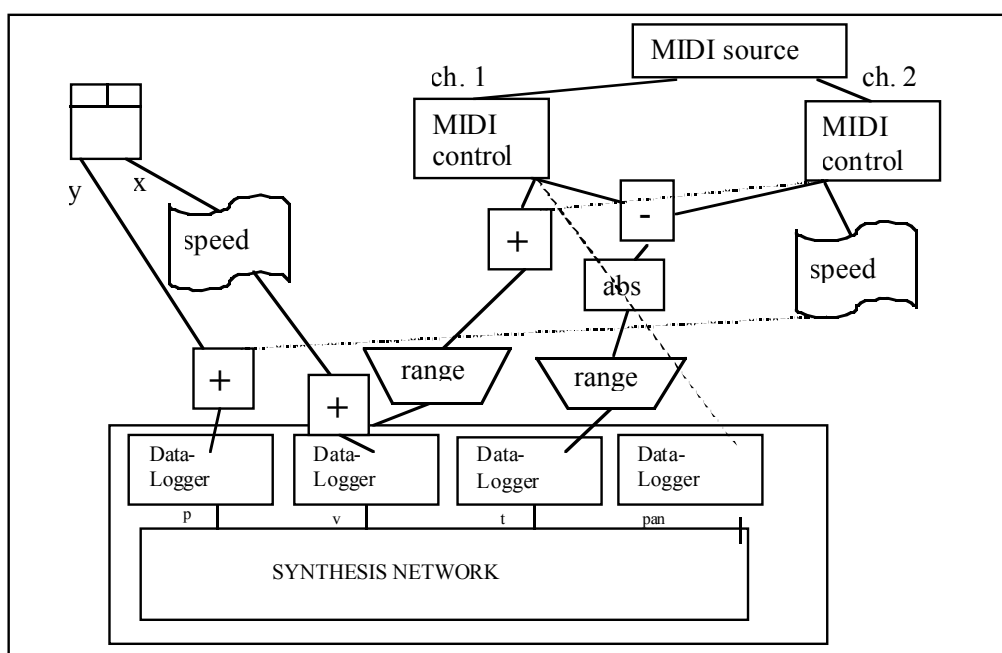 MIDI source
ch. 1
ch. 2
MIDI
control
MIDI
control
y
x
speed
+
-
speed
abs
+
range
range
+
Data-
Logger
Data-
Logger
Data-
Logger
Data-
Logger
p
v
t
pan
SYNTHESIS NETWORK